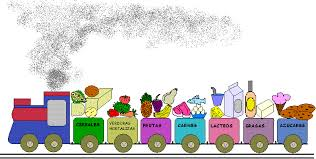 CEREALES
VERDURAS
HORTALIZAS
FRUTAS
CARNES
LACTEOS
GRASAS
AZUCARES